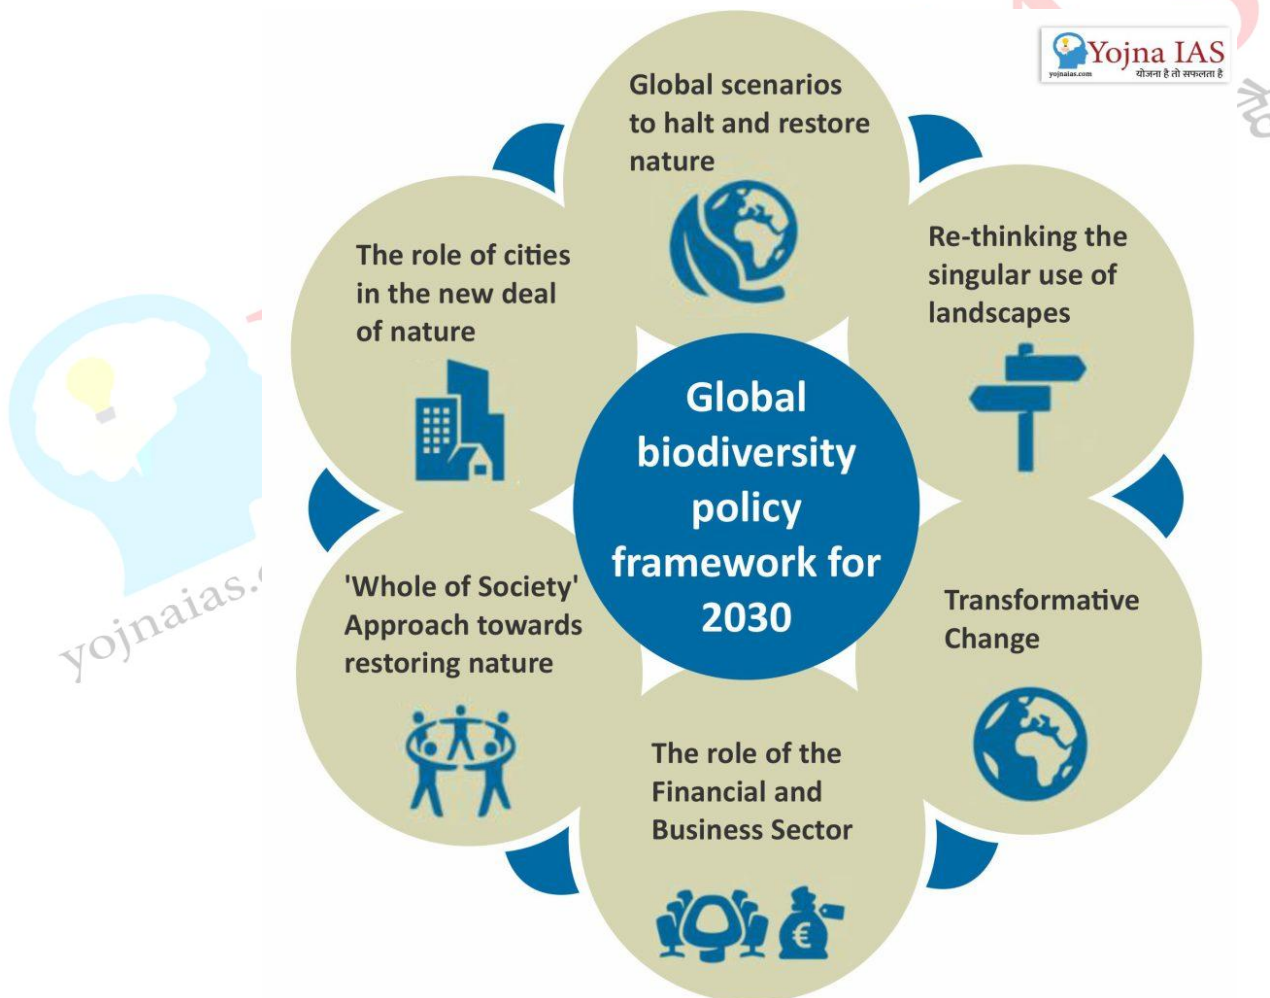 Yojna IAS
yojnaias.com
योजना है तो सफलता है
Global scenarios
to halt and restore
nature
The role of cities
in the new deal
of nature
Re-thinking the
singular use of
landscapes
Global
biodiversity
policy
framework for
2030
'Whole of Society'
Approach towards
restoring nature
Transformative
Change
The role of the
Financial and
Business Sector
€
yojnaias.